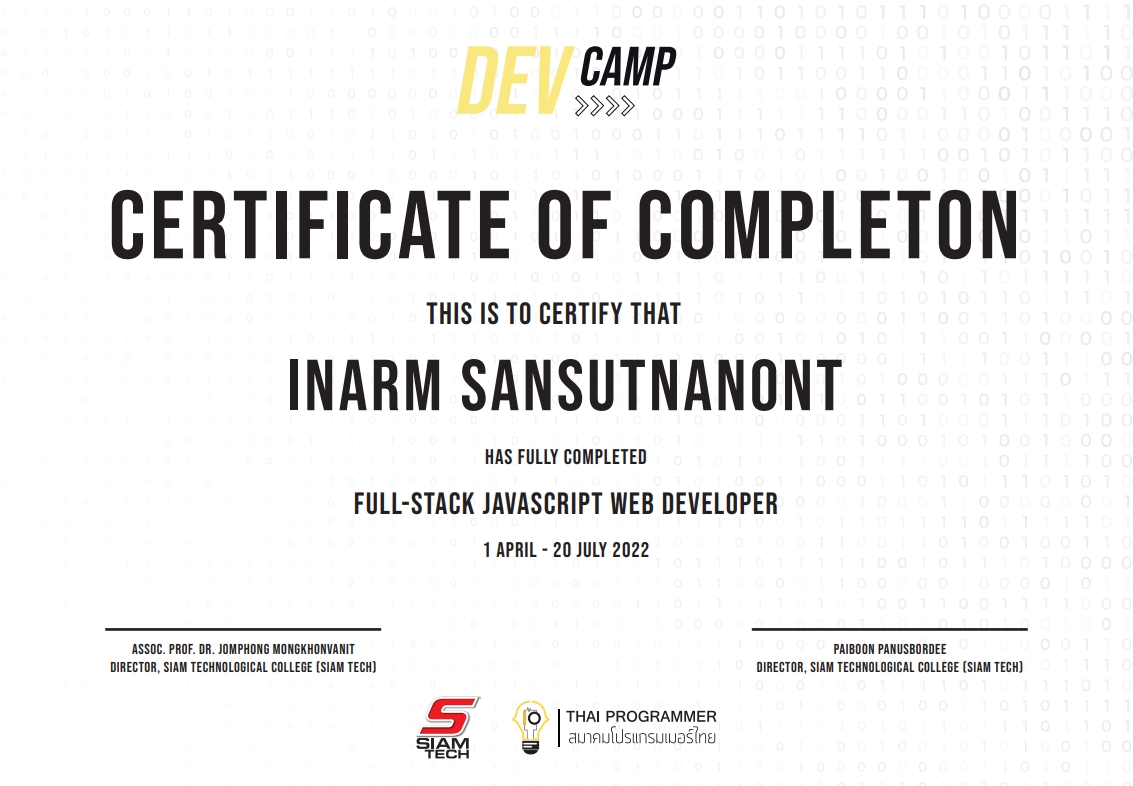 DEV CAMP
CERTIFICATE OF COMPLETON
THIS IS TO CERTIFY THAT
INARM SANSUTNANONT
HAS FULLY COMPLETED
FULL-STACK JAVASCRIPT WEB DEVELOPER
1 APRIL - 20 JULY 2022
ASSOC. PROF. DR. JOMPHONG MONGKHONVANIT
DIRECTOR, SIAM TECHNOLOGICAL COLLEGE (SIAM TECH)
PAIBOON PANUSBORDEE
DIRECTOR, SIAM TECHNOLOGICAL COLLEGE (SIAM TECH)
SIAM
TECH
THAI PROGRAMMER
สมาคมโปรแกรมเมอร์ไทย